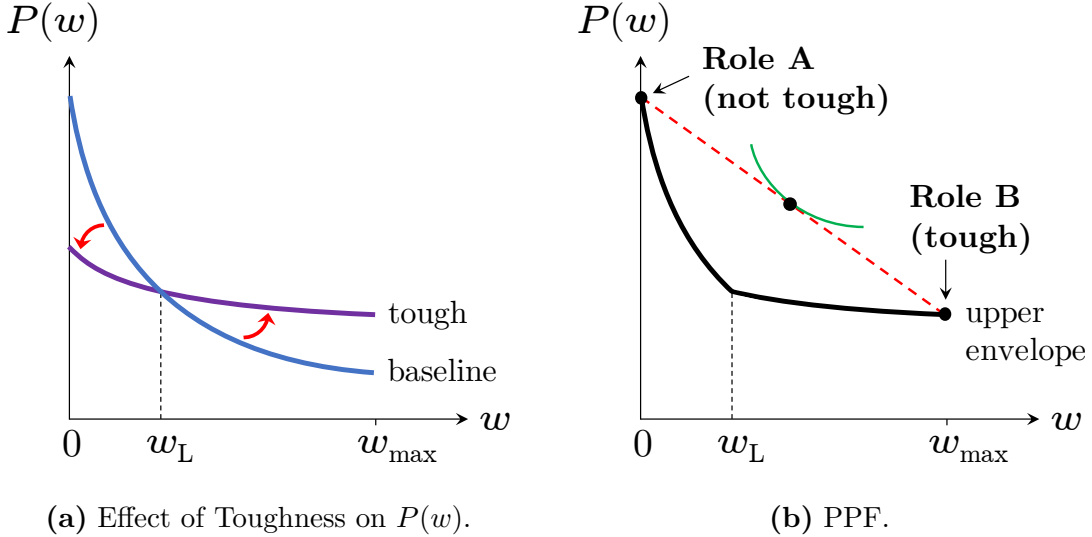 P(w)
tough
baseline
w
0
w_L
w_max
(a) Effect of Toughness on P(w).
P(w)
Role A
(not tough)
Role B
(tough)
upper
envelope
w
0
w_L
w_max
(b) PPF.